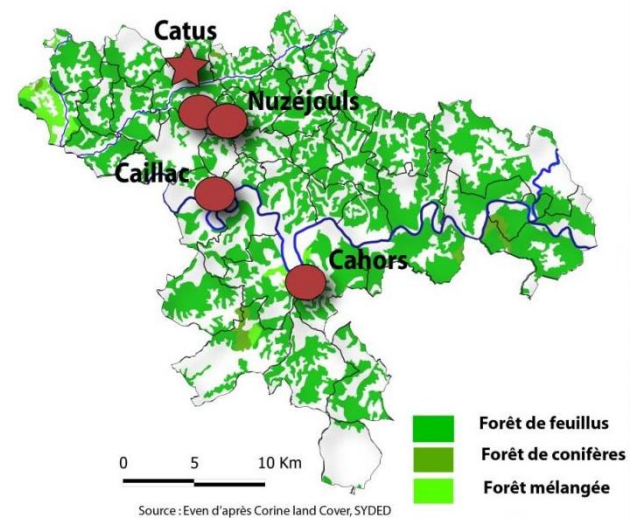 Catus
Nuzéjouls
Caillac
Cahors
Forêt de feuillus
Forêt de conifères
Forêt mélangée
0 5 10 Km
Source : Even d'après Corine land Cover, SYDED